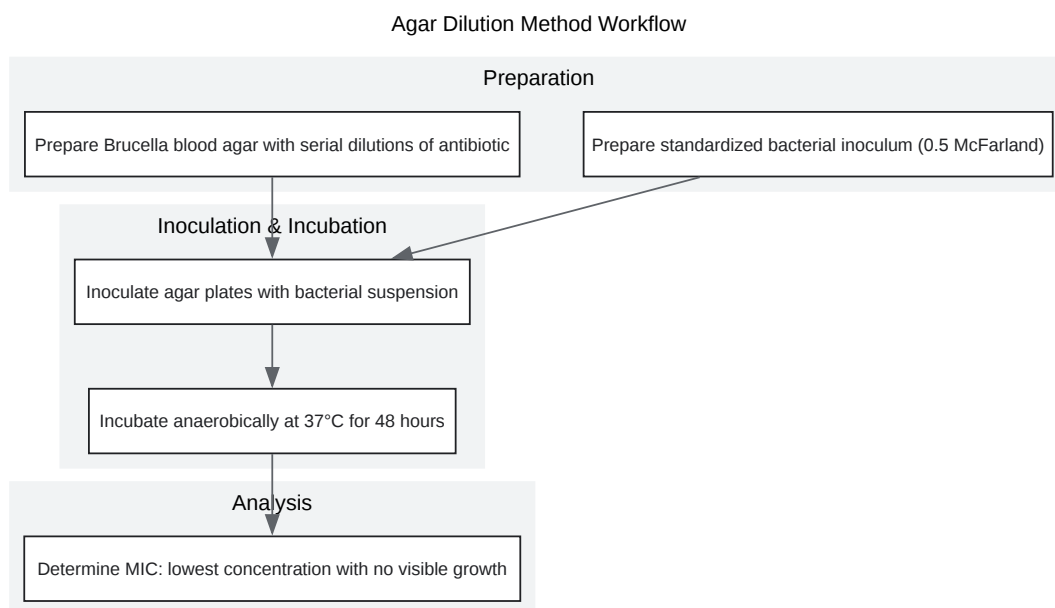 Agar Dilution Method Workflow
Preparation
Prepare Brucella blood agar with serial dilutions of antibiotic
Prepare standardized bacterial inoculum (0.5 McFarland)
Inoculation & Incubation
Inoculate agar plates with bacterial suspension
Incubate anaerobically at 37°C for 48 hours
Analysis
Determine MIC: lowest concentration with no visible growth